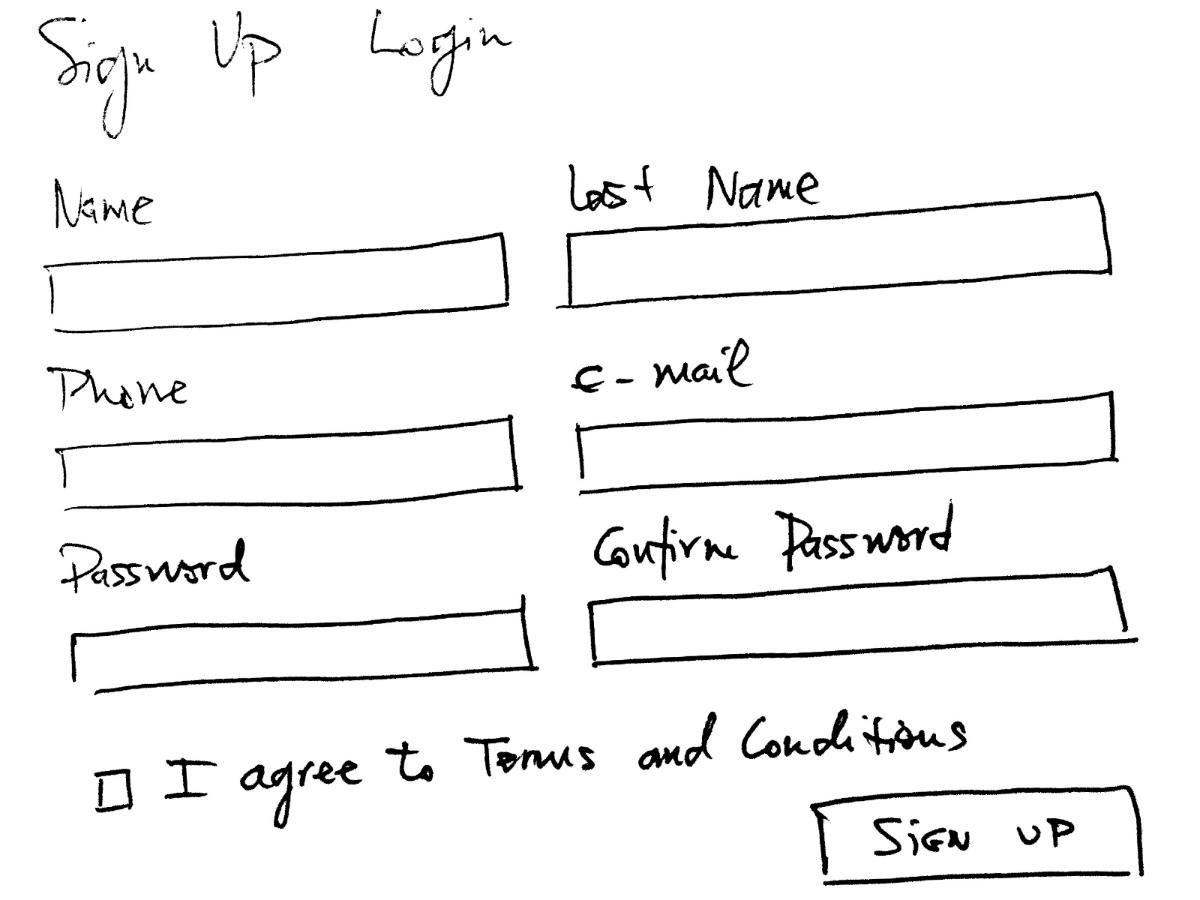 Sign Up Login
Name Last Name
Phone e-mail
Password Confirm Password
I agree to Terms and Conditions
SIGN UP